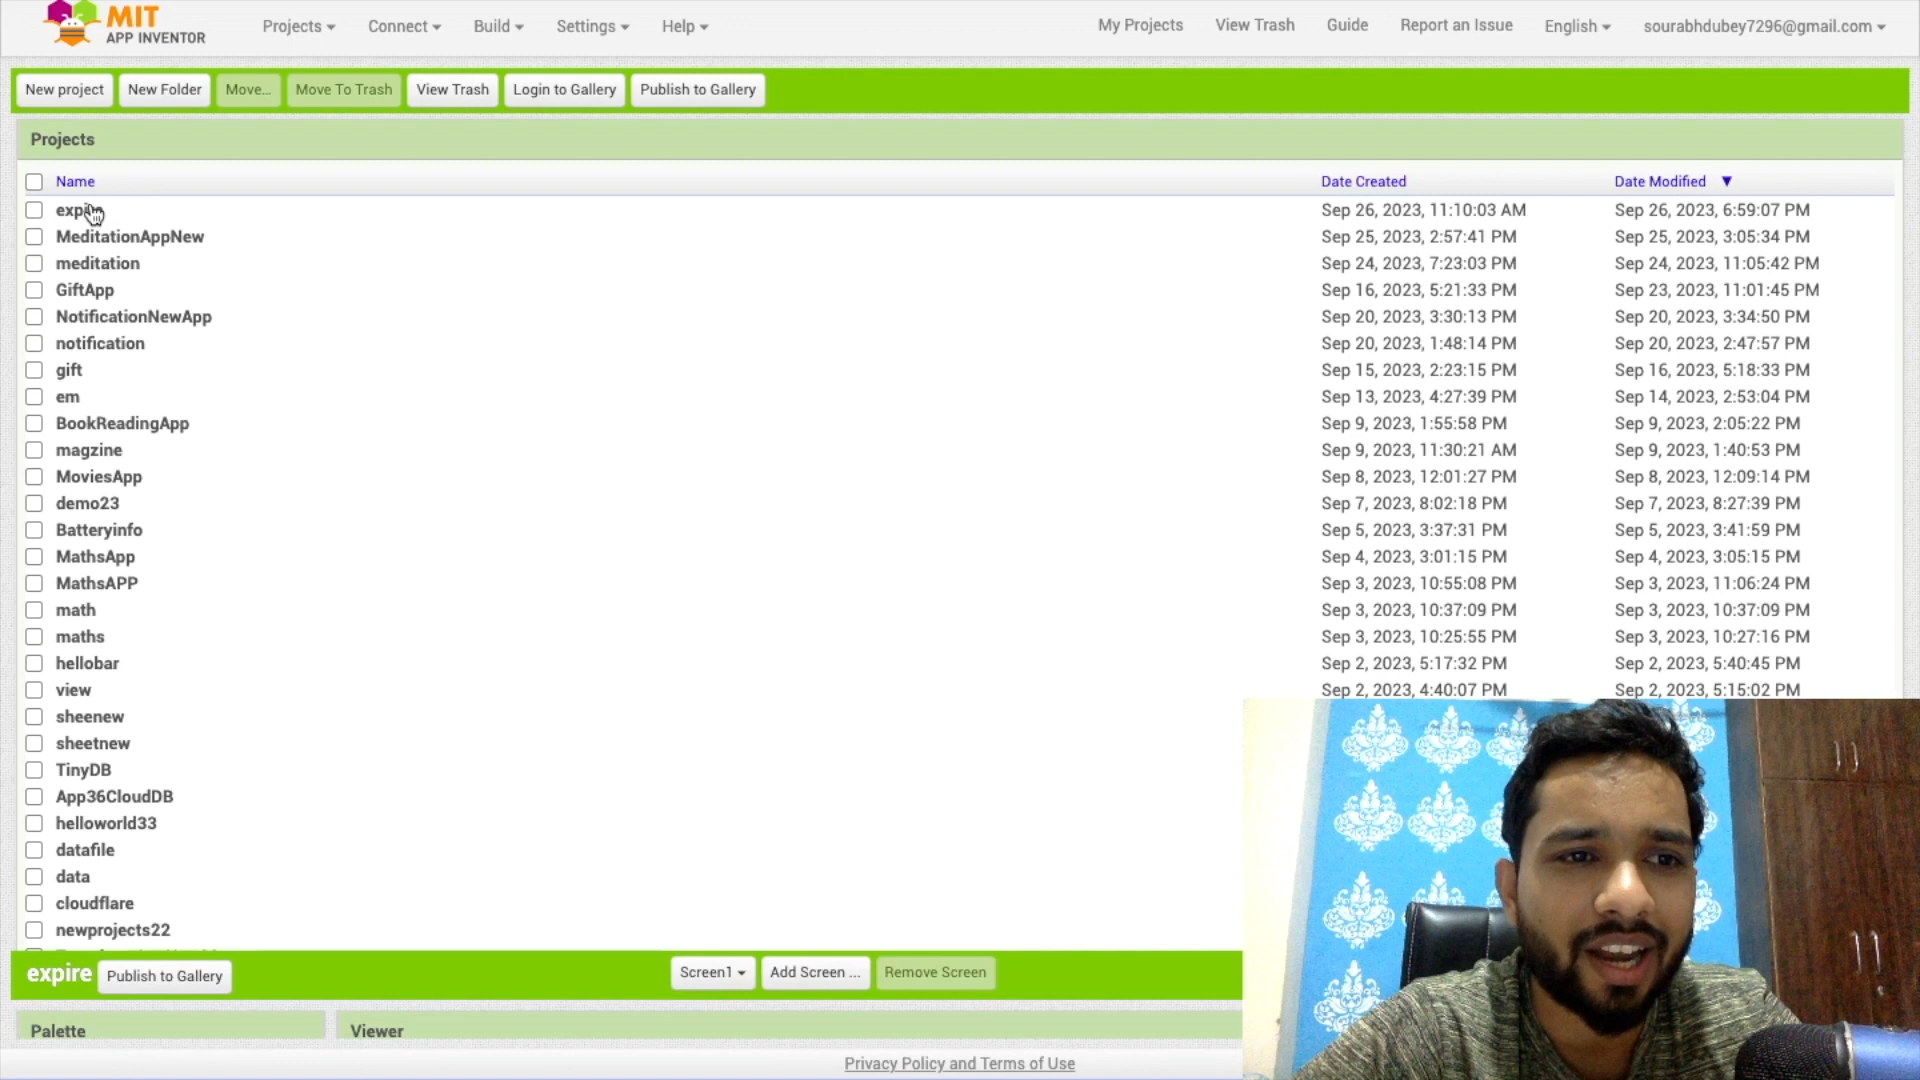 MIT
APP INVENTOR
Projects Connect Build Settings Help My Projects View Trash Guide Report an Issue English sourabhdubey7296@gmail.com
New project New Folder Move... Move To Trash View Trash Login to Gallery Publish to Gallery
Projects
Name Date Created Date Modified
expire Sep 26, 2023, 11:10:03 AM Sep 26, 2023, 6:59:07 PM
MeditationAppNew Sep 25, 2023, 2:57:41 PM Sep 25, 2023, 3:05:34 PM
meditation Sep 24, 2023, 7:23:03 PM Sep 24, 2023, 11:05:42 PM
GiftApp Sep 16, 2023, 5:21:33 PM Sep 23, 2023, 11:01:45 PM
NotificationNewApp Sep 20, 2023, 3:30:13 PM Sep 20, 2023, 3:34:50 PM
notification Sep 20, 2023, 1:48:14 PM Sep 20, 2023, 2:47:57 PM
gift Sep 15, 2023, 2:23:15 PM Sep 16, 2023, 5:18:33 PM
em Sep 13, 2023, 4:27:39 PM Sep 14, 2023, 2:53:04 PM
BookReadingApp Sep 9, 2023, 1:55:58 PM Sep 9, 2023, 2:05:22 PM
magzine Sep 9, 2023, 11:30:21 AM Sep 9, 2023, 1:40:53 PM
MoviesApp Sep 8, 2023, 12:01:27 PM Sep 8, 2023, 12:09:14 PM
demo23 Sep 7, 2023, 8:02:18 PM Sep 7, 2023, 8:27:39 PM
Batteryinfo Sep 5, 2023, 3:37:31 PM Sep 5, 2023, 3:41:59 PM
MathsApp Sep 4, 2023, 3:01:15 PM Sep 4, 2023, 3:05:15 PM
MathsAPP Sep 3, 2023, 10:55:08 PM Sep 3, 2023, 11:06:24 PM
math Sep 3, 2023, 10:37:09 PM Sep 3, 2023, 10:37:09 PM
maths Sep 3, 2023, 10:25:55 PM Sep 3, 2023, 10:27:16 PM
hellobar Sep 2, 2023, 5:17:32 PM Sep 2, 2023, 5:40:45 PM
view Sep 2, 2023, 4:40:07 PM Sep 2, 2023, 5:15:02 PM
sheenew
sheetnew
TinyDB
App36CloudDB
helloworld33
datafile
data
cloudflare
newprojects22
expire Publish to Gallery Screen1 Add Screen ... Remove Screen
Palette Viewer
Privacy Policy and Terms of Use